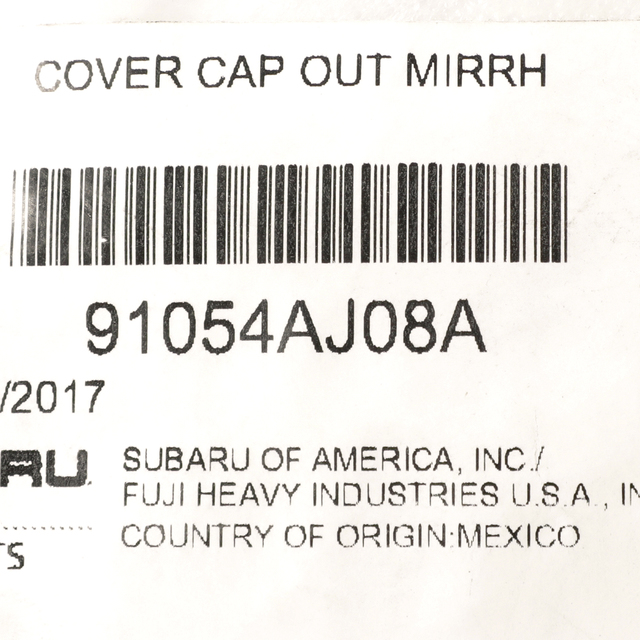 COVER CAP OUT MIRRH
91054AJ08A
/2017
RU
SUBARU OF AMERICA, INC./
FUJI HEAVY INDUSTRIES U.S.A., IN
COUNTRY OF ORIGIN:MEXICO
TS